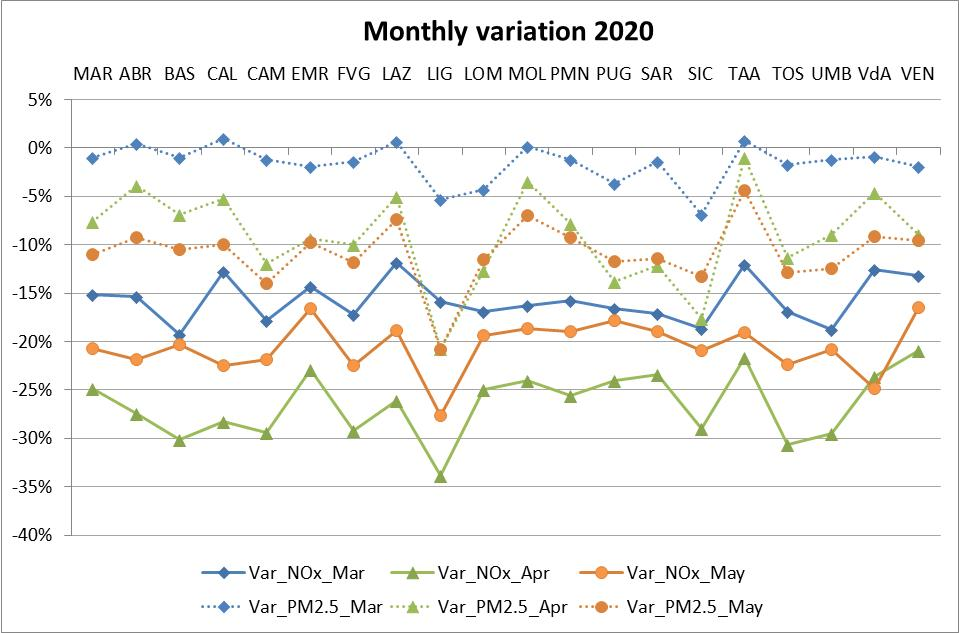 Monthly variation 2020
MAR ABR BAS CAL CAM EMR FVG LAZ LIG LOM MOL PMN PUG SAR SIC TAA TOS UMB VdA VEN
5%
0%
-5%
-10%
-15%
-20%
-25%
-30%
-35%
-40%
Var_NOx_Mar Var_NOx_Apr Var_NOx_May
Var_PM2.5_Mar Var_PM2.5_Apr Var_PM2.5_May